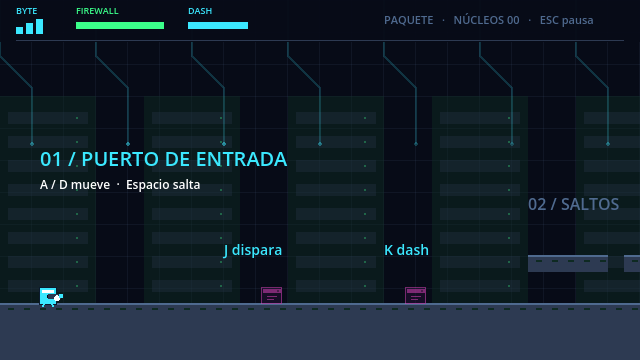 BYTE FIREWALL DASH
PAQUETE · NÚCLEOS 00 · ESC pausa
01 / PUERTO DE ENTRADA
A / D mueve · Espacio salta
02 / SALTOS
J dispara K dash